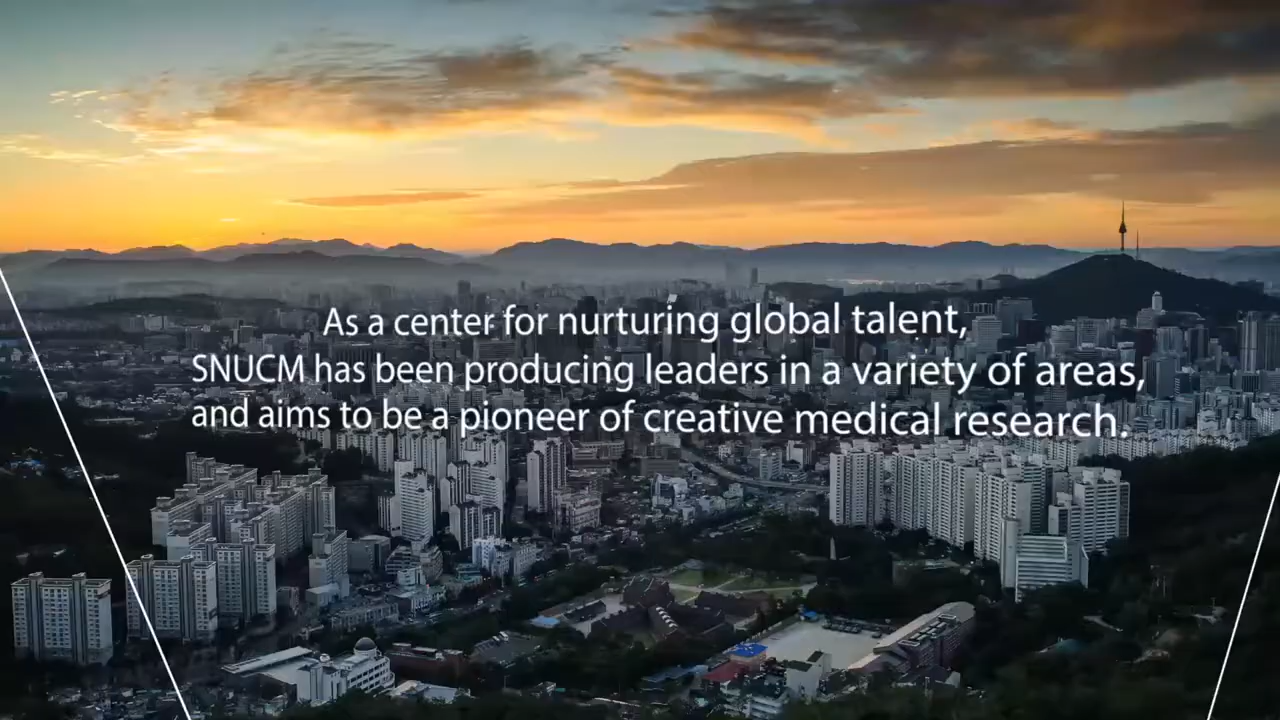 As a center for nurturing global talent,
SNUCM has been producing leaders in a variety of areas,
and aims to be a pioneer of creative medical research.